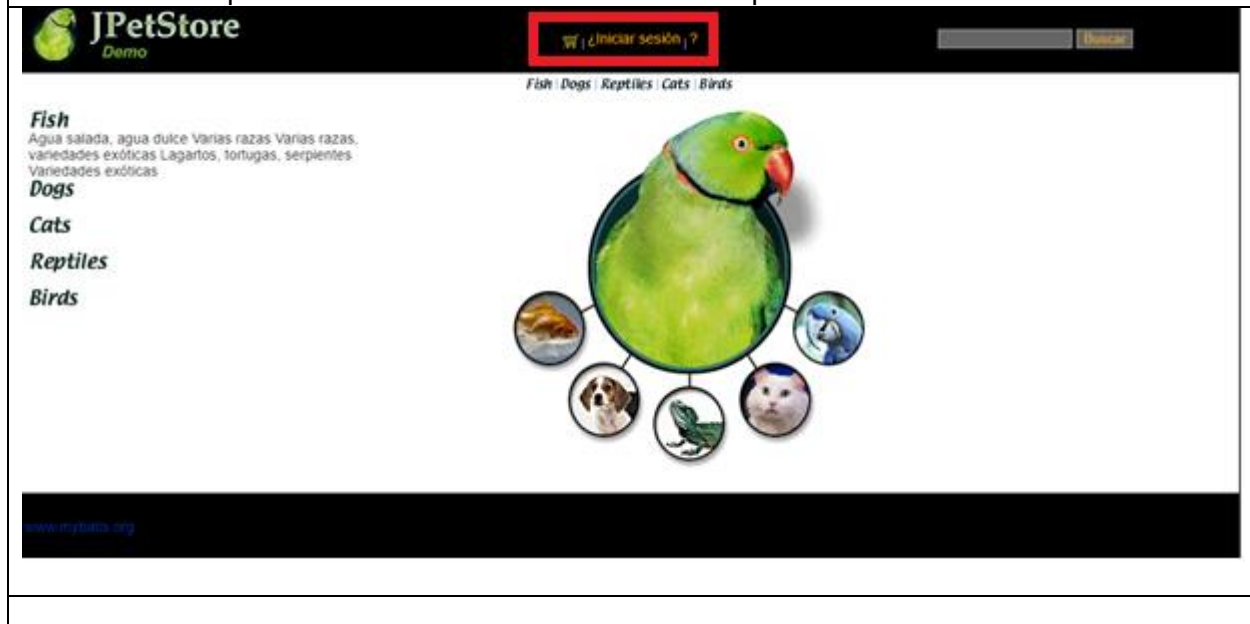 JPetStore
Demo
¿Iniciar sesión | ?
Buscar
Fish | Dogs | Reptiles | Cats | Birds
Fish
Agua salada, agua dulce Varias razas Varias razas,
variedades exóticas Lagartos, tortugas, serpientes
Variedades exóticas
Dogs
Cats
Reptiles
Birds
www.mybatis.org